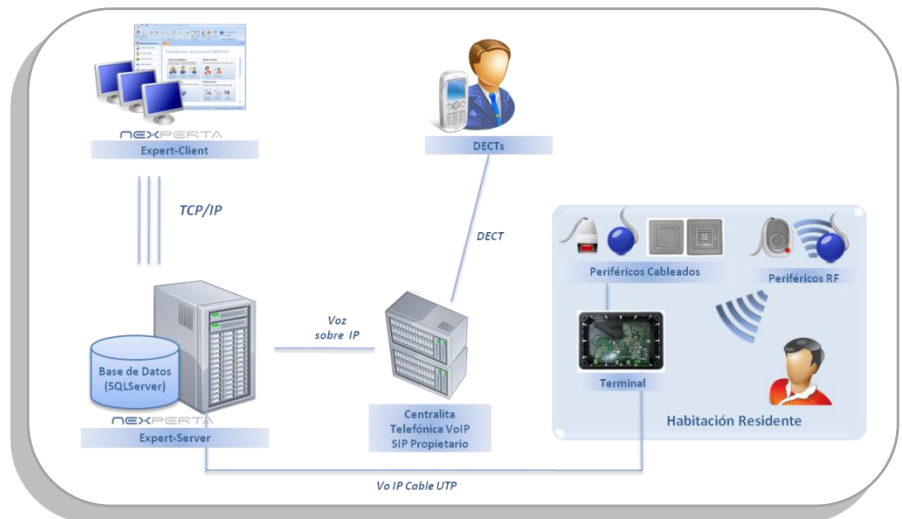 NEXPERTA
Expert-Client
DECTs
TCP/IP
DECT
Periféricos Cableados
Periféricos RF
Voz
sobre IP
Base de Datos
(SQLServer)
Terminal
NEXPERTA
Expert-Server
Centralita
Telefónica VoIP
SIP Propietario
Habitación Residente
Vo IP Cable UTP